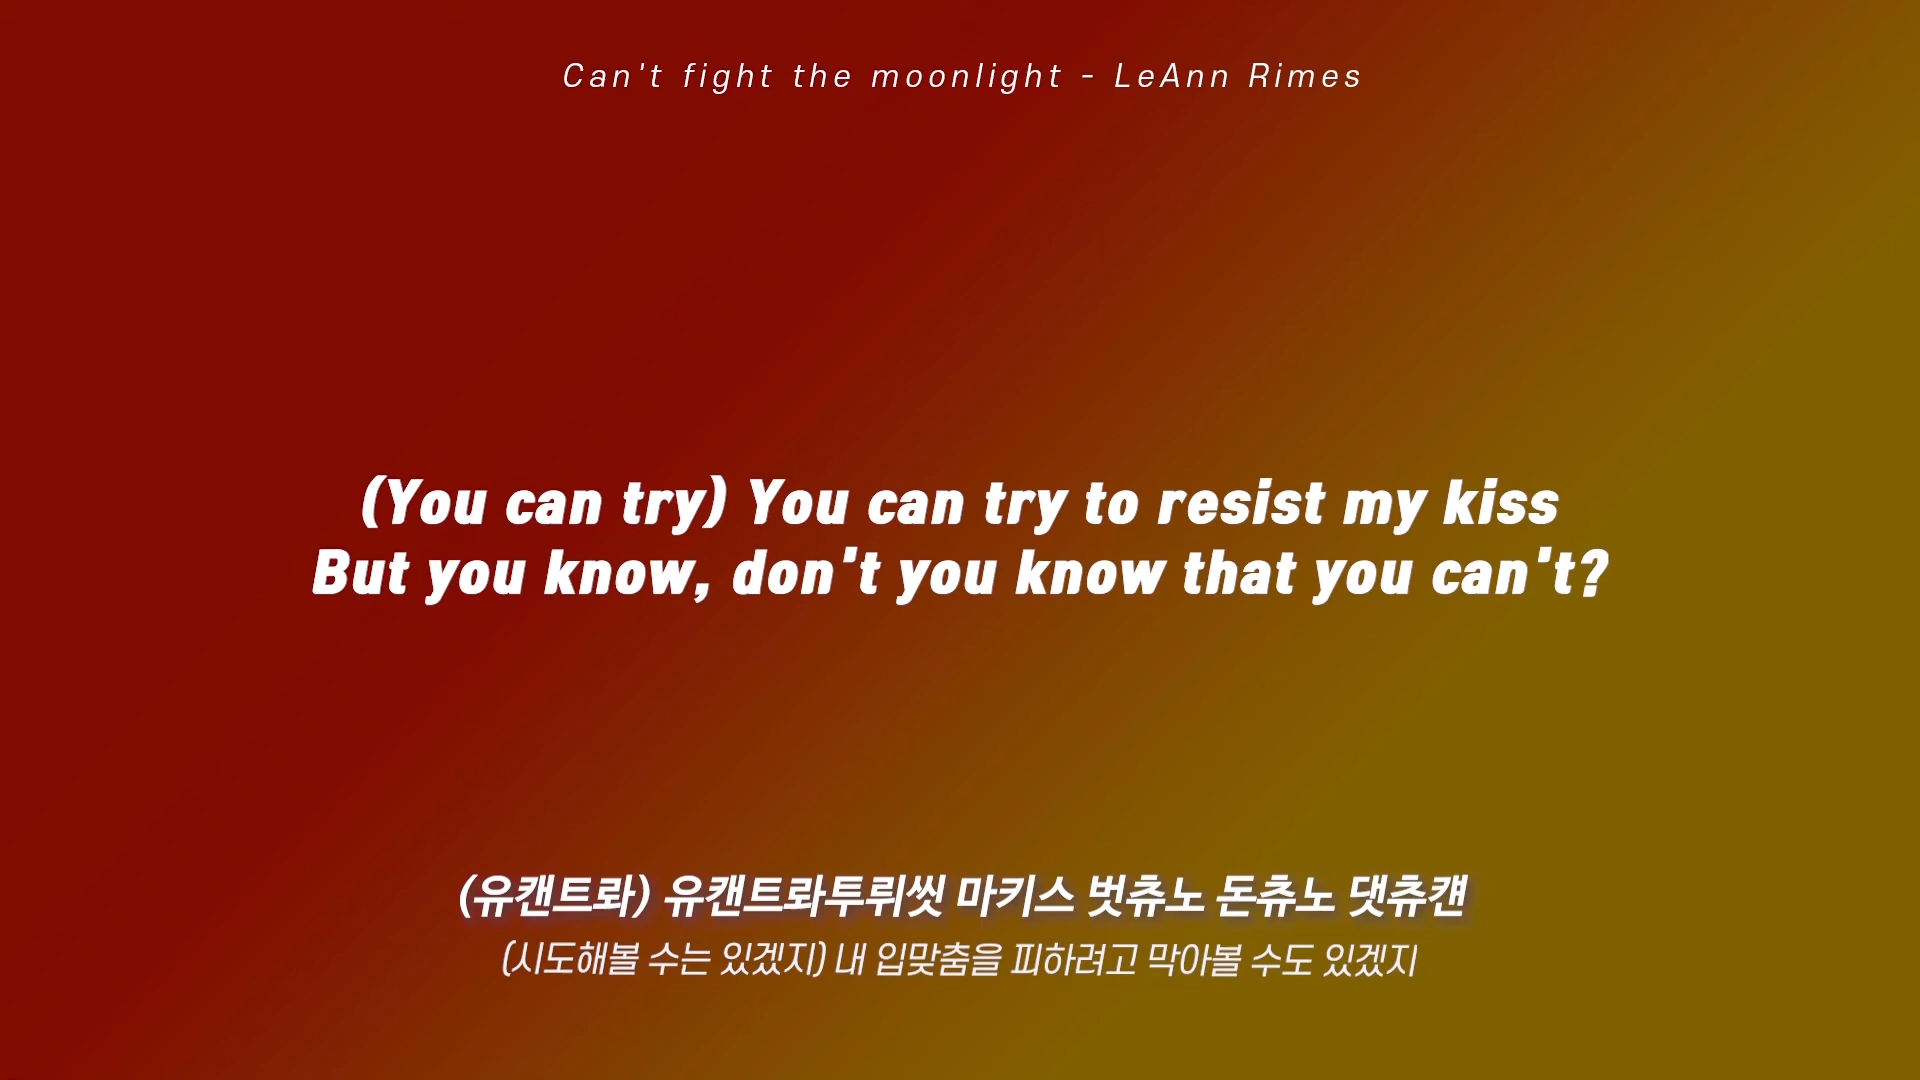 Can't fight the moonlight - LeAnn Rimes
(You can try) You can try to resist my kiss
But you know, don't you know that you can't?
(유캔트롸) 유캔트롸투뤼씻 마키스 벗츄노 돈츄노 댓츄캔
(시도해볼 수는 있겠지) 내 입맞춤을 피하려고 막아볼 수도 있겠지